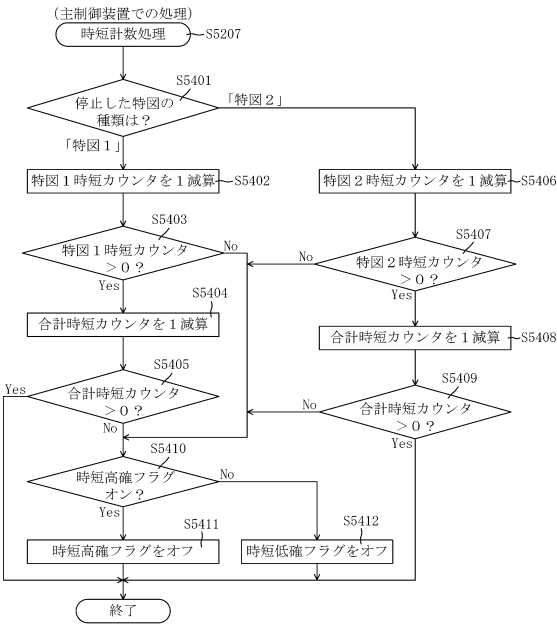 (主制御装置での処理)
時短計数処理
S5207
S5401
停止した特図の
種類は？
「特図２」
「特図１」
特図１時短カウンタを１減算
S5402
特図２時短カウンタを１減算
S5406
S5403
特図１時短カウンタ
＞０？
No
Yes
S5407
特図２時短カウンタ
＞０？
No
Yes
S5404
合計時短カウンタを１減算
合計時短カウンタを１減算
S5408
S5405
合計時短カウンタ
＞０？
Yes
No
S5409
合計時短カウンタ
＞０？
No
Yes
S5410
時短高確フラグ
オン？
No
Yes
S5411
時短高確フラグをオフ
S5412
時短低確フラグをオフ
終了